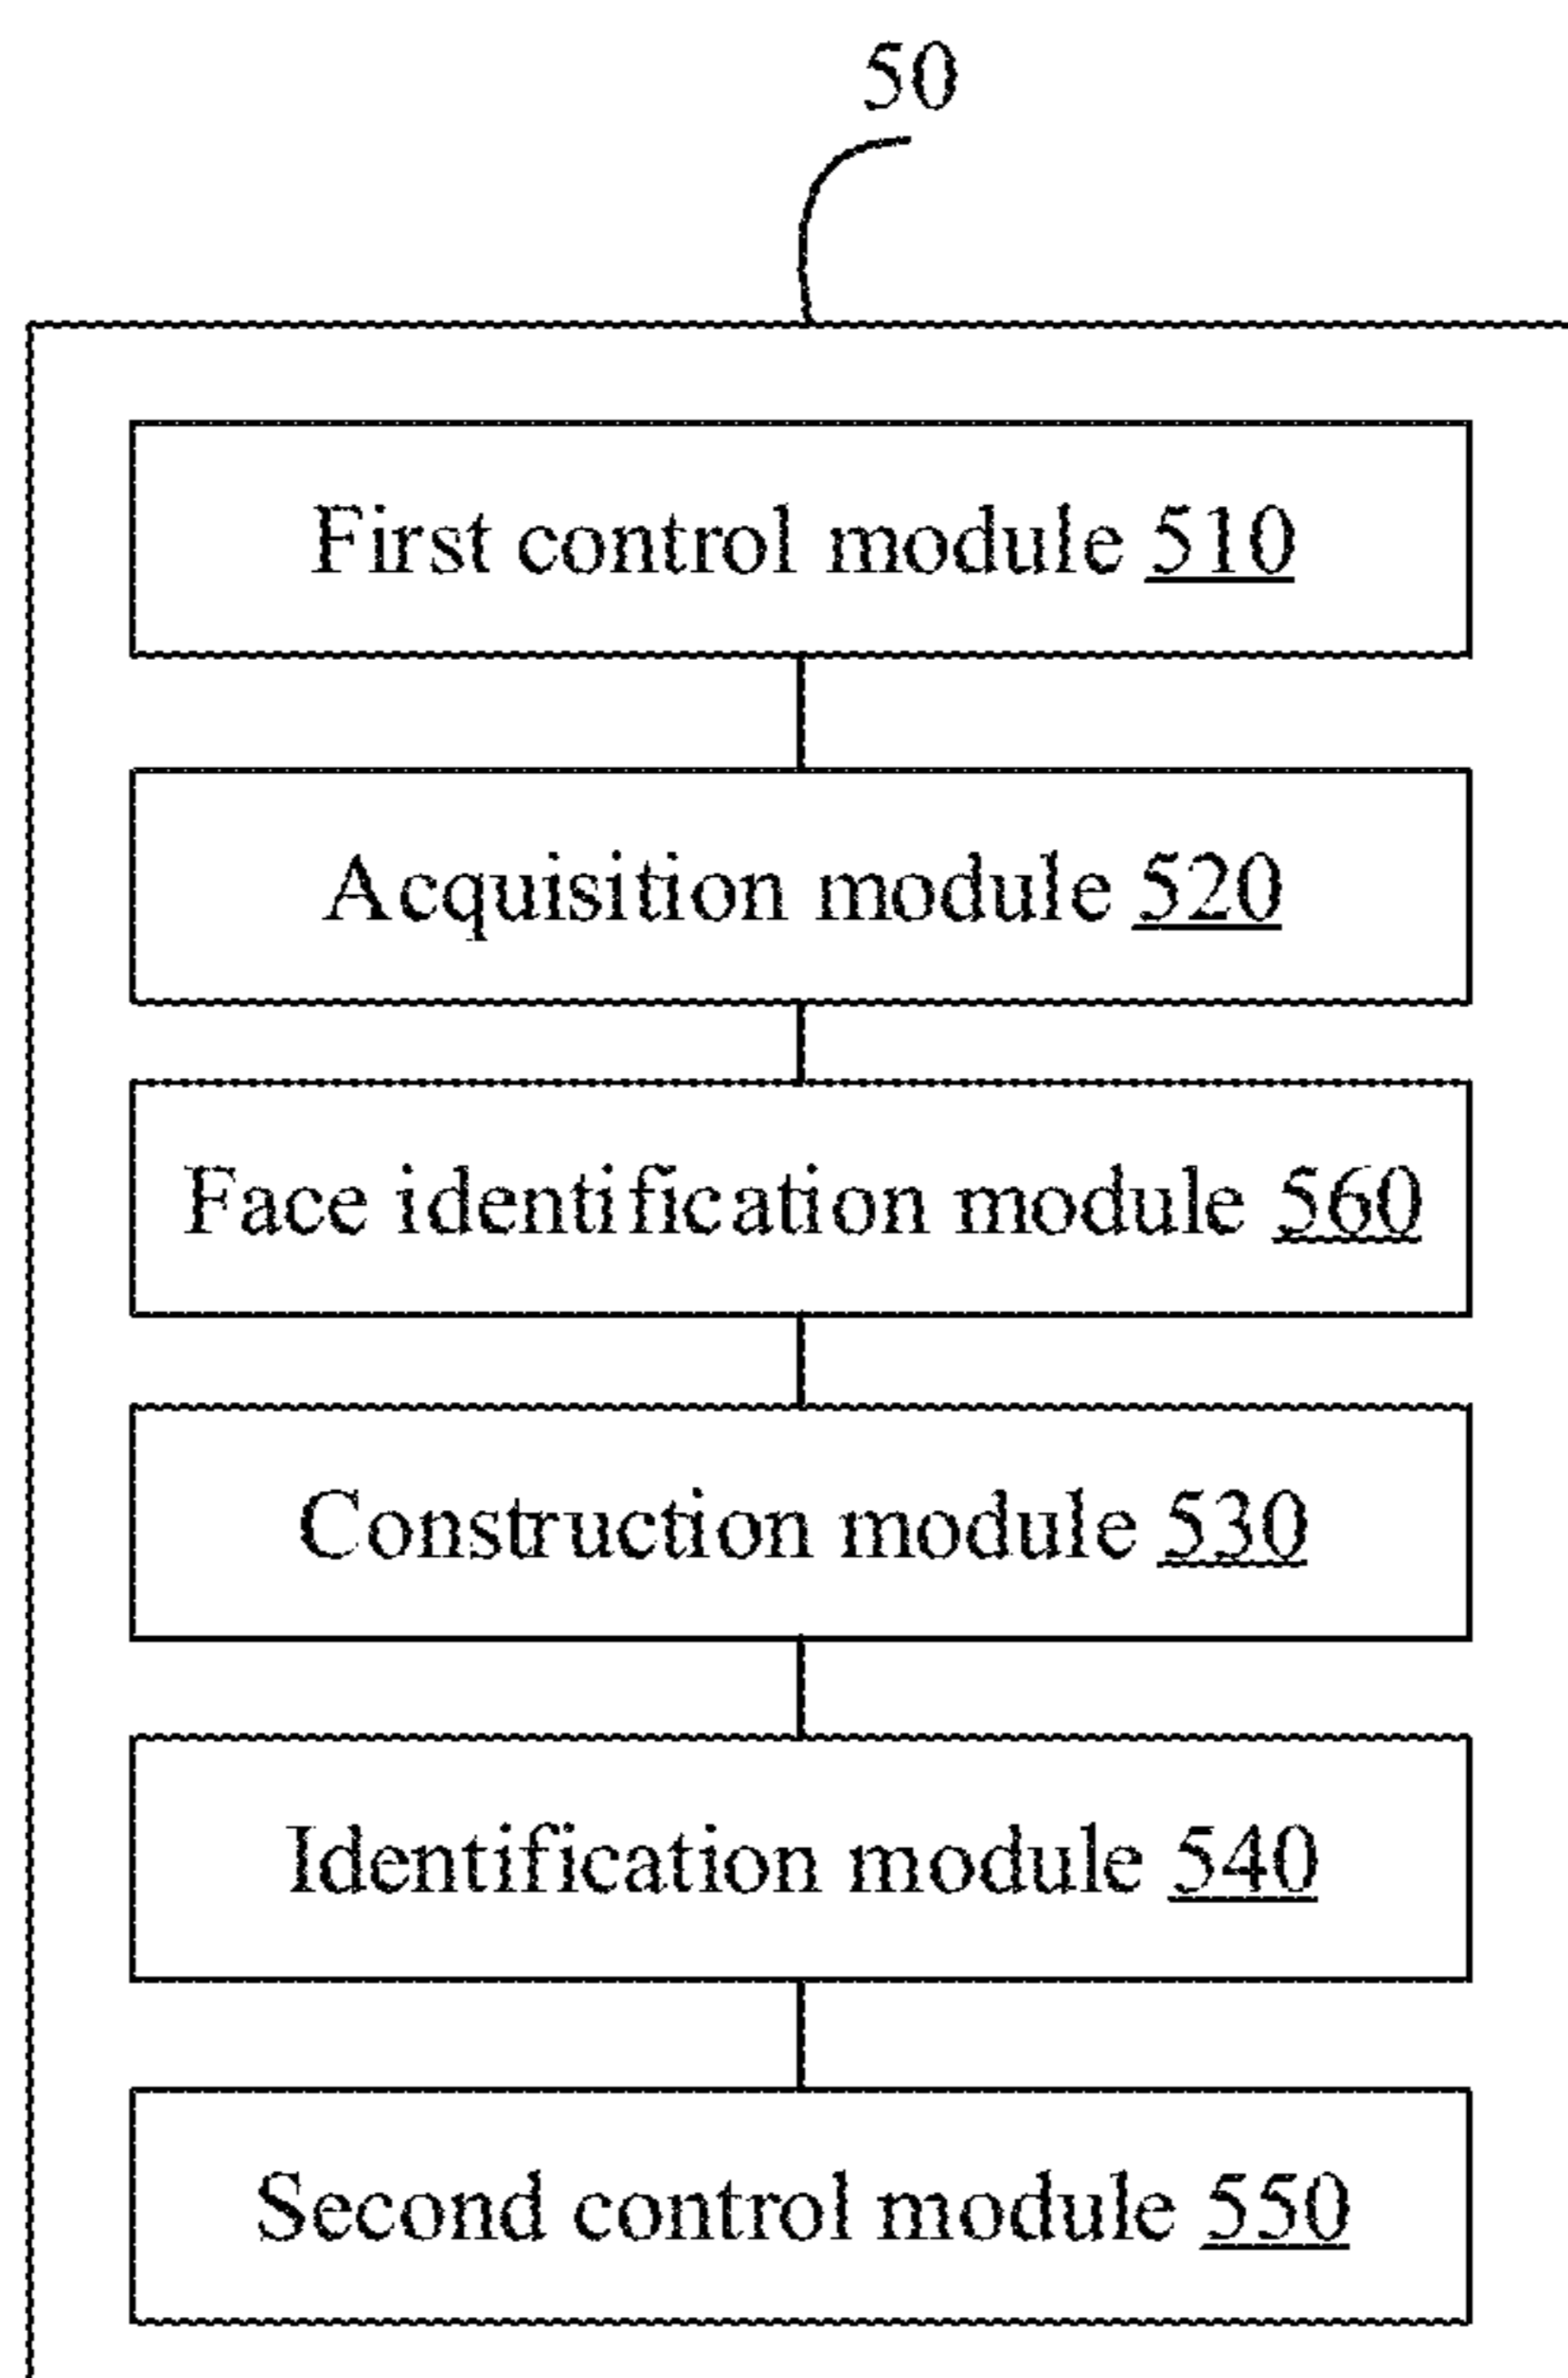 50
First control module 510
Acquisition module 520
Face identification module 560
Construction module 530
Identification module 540
Second control module 550